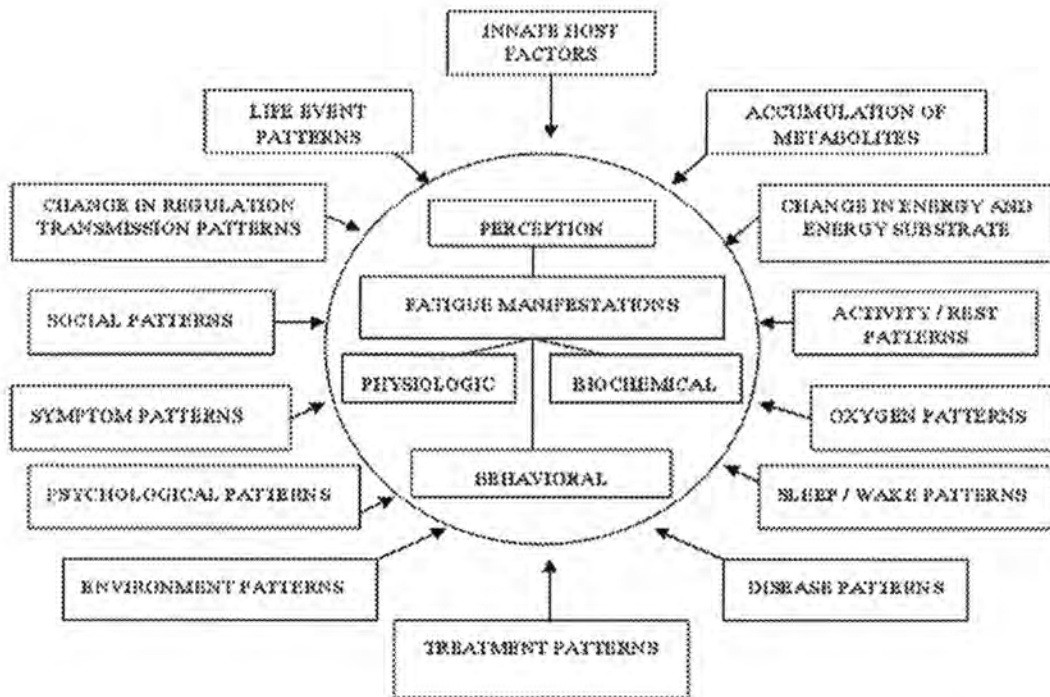 INNATE HOST
FACTORS
LIFE EVENT
PATTERNS
ACCUMULATION OF
METABOLITES
CHANGE IN REGULATION
TRANSMISSION PATTERNS
PERCEPTION
CHANGE IN ENERGY AND
ENERGY SUBSTRATE
FATIGUE MANIFESTATIONS
SOCIAL PATTERNS
ACTIVITY / REST
PATTERNS
PHYSIOLOGIC
BIOCHEMICAL
SYMPTOM PATTERNS
OXYGEN PATTERNS
BEHAVIORAL
PSYCHOLOGICAL PATTERNS
SLEEP / WAKE PATTERNS
ENVIRONMENT PATTERNS
DISEASE PATTERNS
TREATMENT PATTERNS